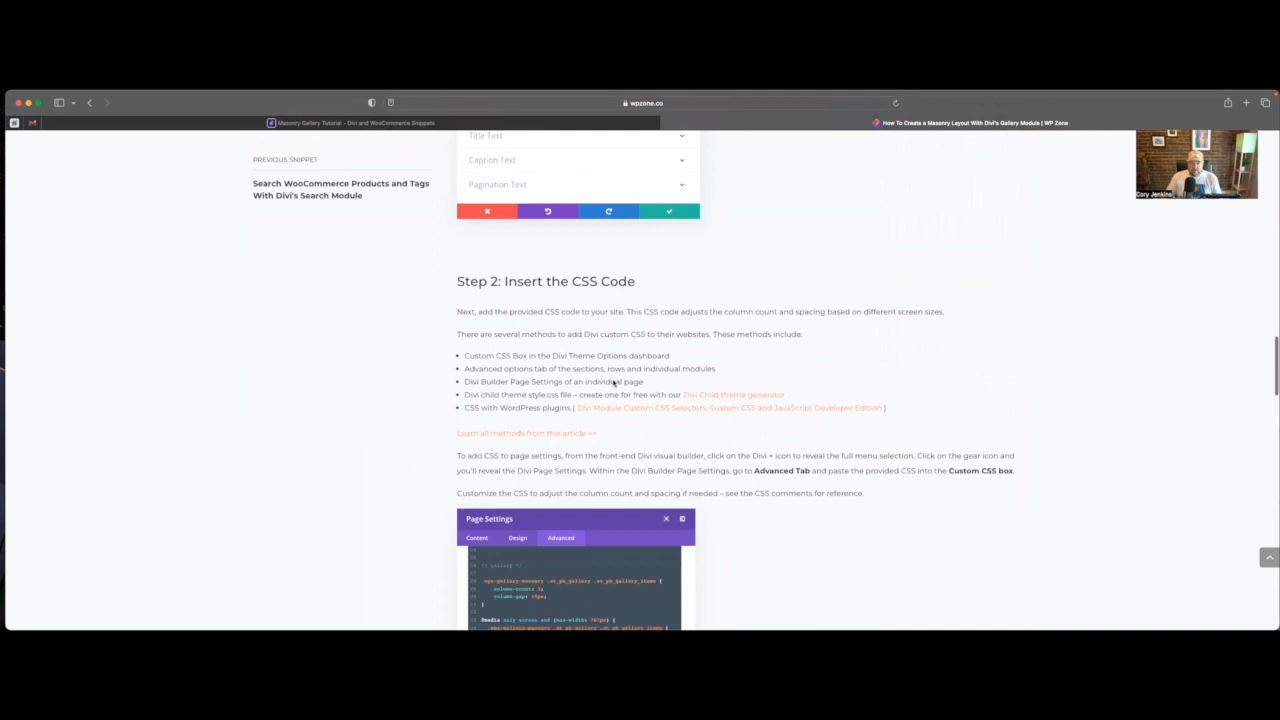 wpzone.co
Masonry Gallery Tutorial - Divi and WooCommerce Snippets
How To Create a Masonry Layout With Divi's Gallery Module | WP Zone
Title Text
Caption Text
Pagination Text
PREVIOUS SNIPPET
Search WooCommerce Products and Tags
With Divi's Search Module
Cory Jenkins
Step 2: Insert the CSS Code
Next, add the provided CSS code to your site. This CSS code adjusts the column count and spacing based on different screen sizes.
There are several methods to add Divi custom CSS to their websites. These methods include:
• Custom CSS Box in the Divi Theme Options dashboard
• Advanced options tab of the sections, rows and individual modules
• Divi Builder Page Settings of an individual page
• Divi child theme style.css file – create one for free with our Divi Child theme generator
• CSS with WordPress plugins ( Divi Module Custom CSS Selectors, Custom CSS and JavaScript Developer Edition )
Learn all methods from this article >>
To add CSS to page settings, from the front-end Divi visual builder, click on the Divi + icon to reveal the full menu selection. Click on the gear icon and
you'll reveal the Divi Page Settings. Within the Divi Builder Page Settings, go to Advanced Tab and paste the provided CSS into the Custom CSS box.
Customize the CSS to adjust the column count and spacing if needed – see the CSS comments for reference.
Page Settings
Content Design Advanced
column-count:
column-gap:
}
@media only screen and (max-width: